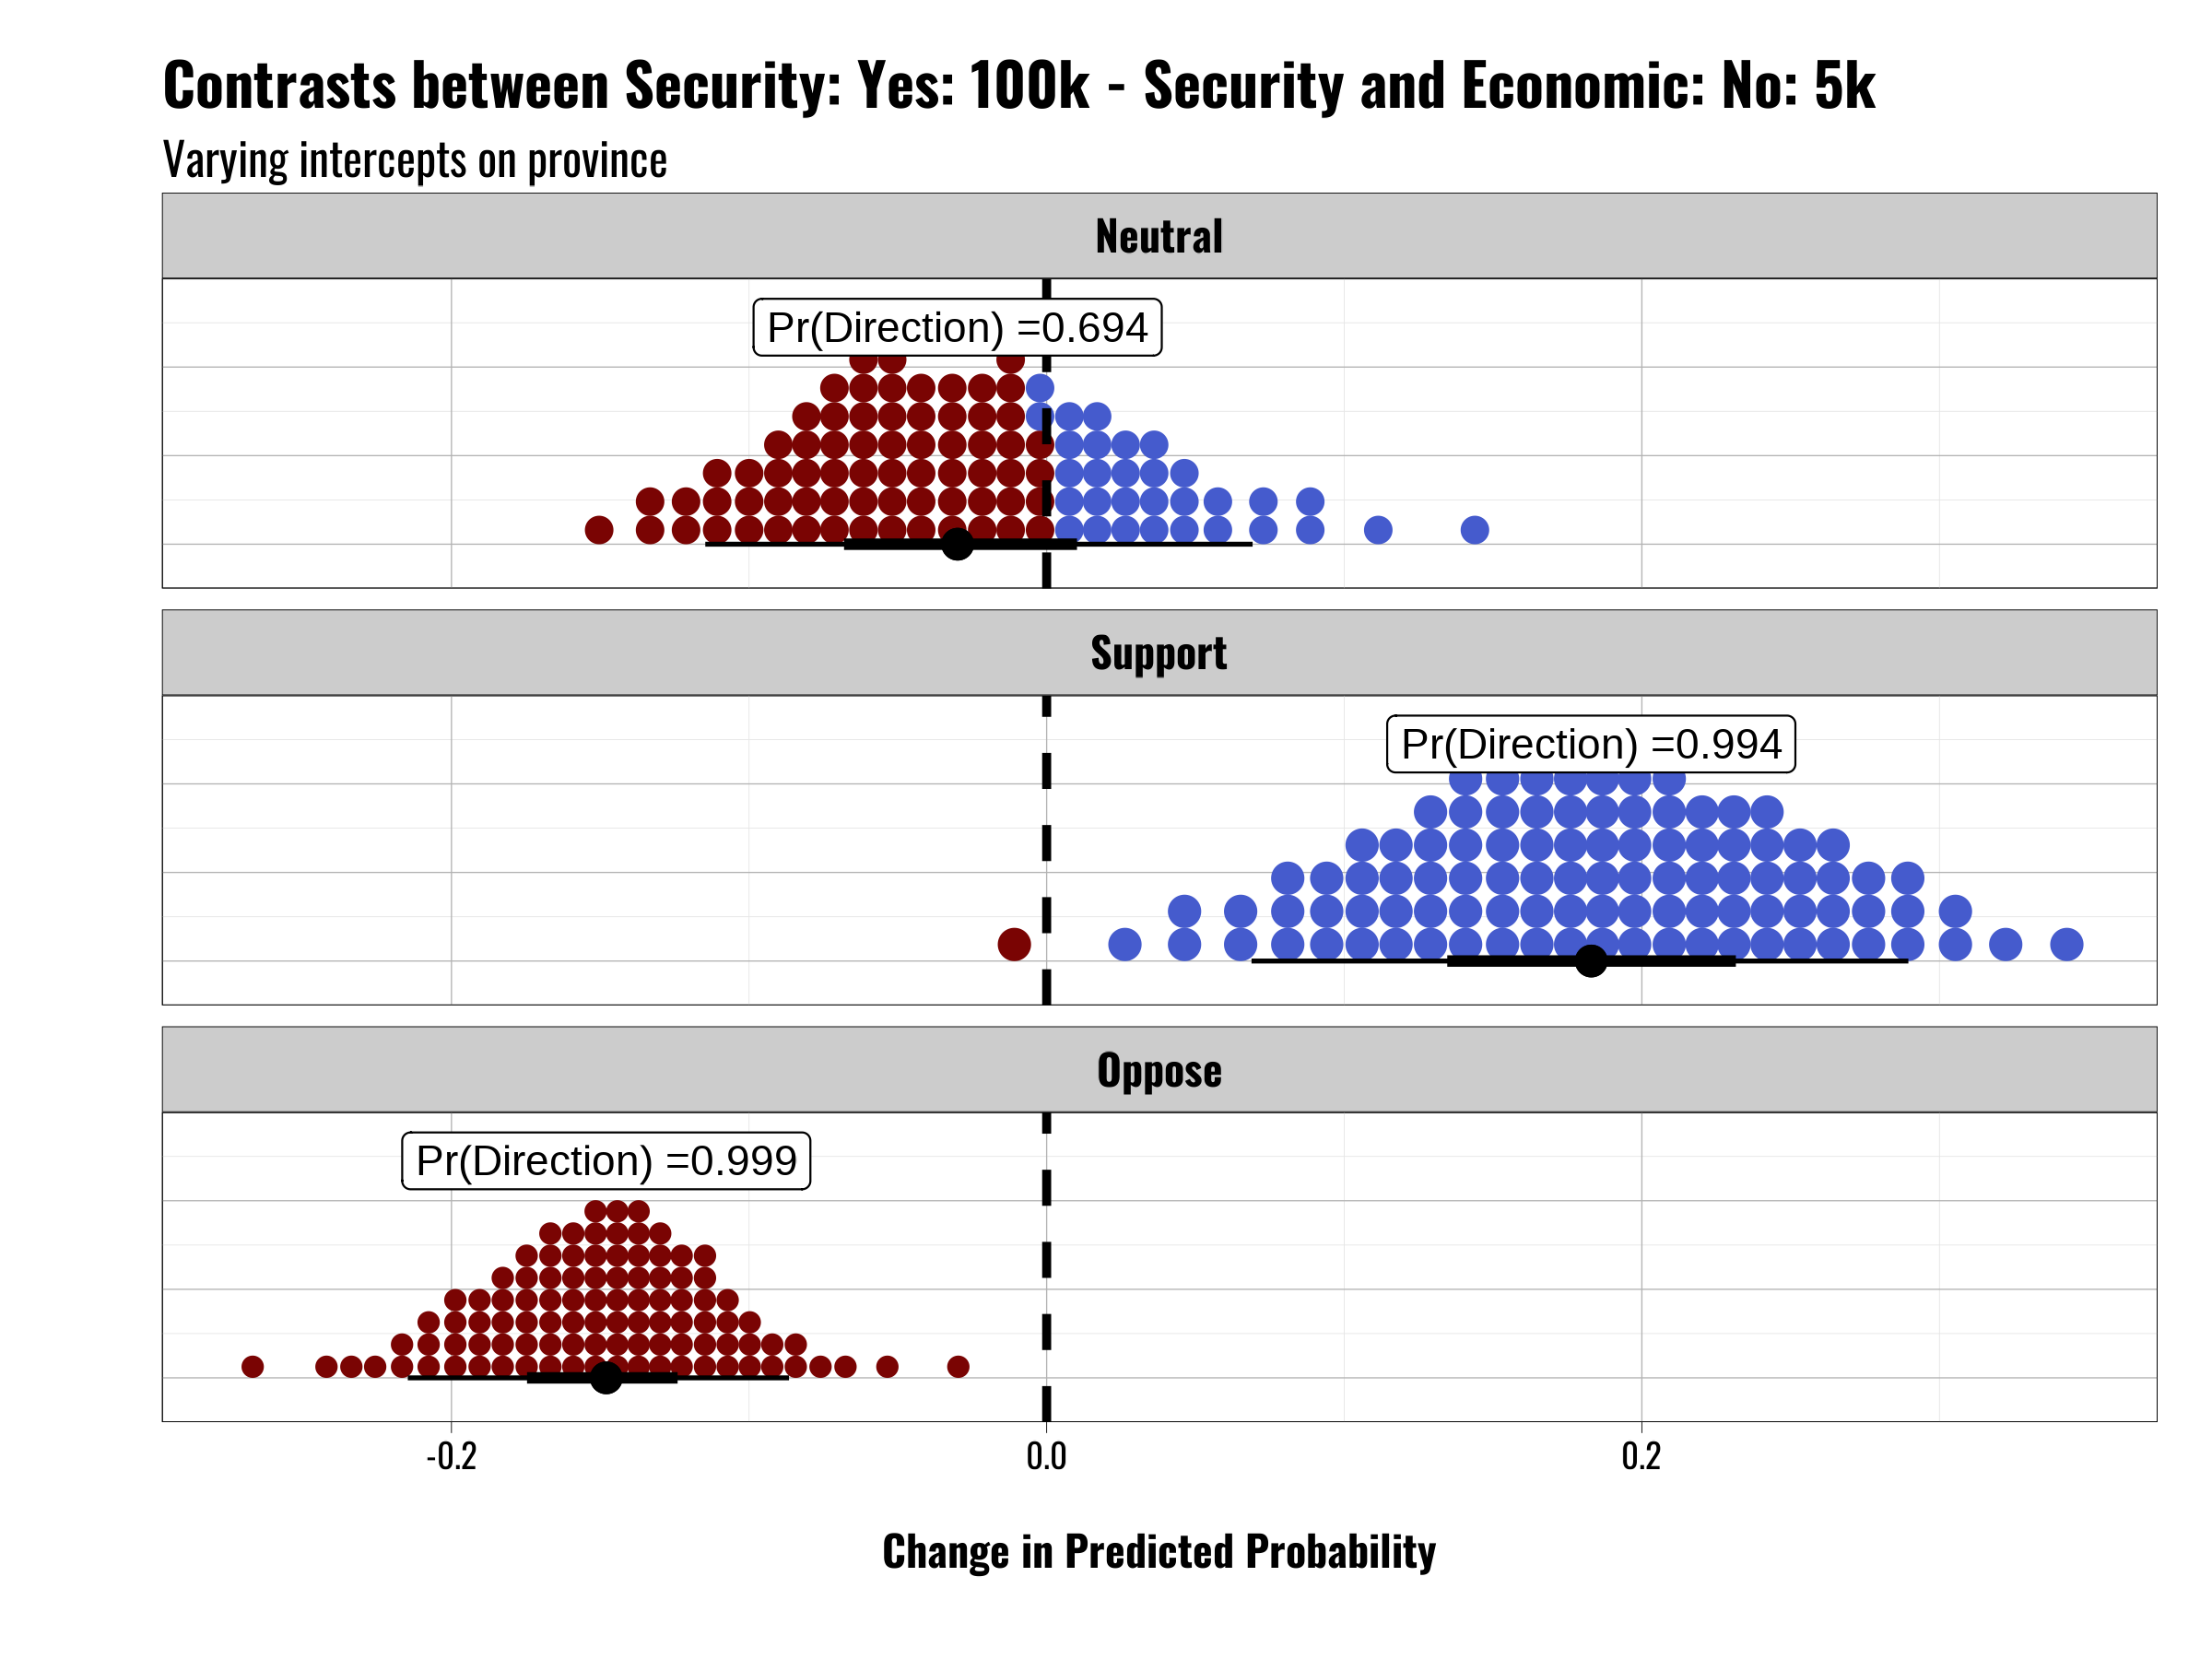 Contrasts between Security: Yes: 100k - Security and Economic: No: 5k
Varying intercepts on province
Neutral
Pr(Direction) =0.694
Support
Pr(Direction) =0.994
Oppose
Pr(Direction) =0.999
-0.2 0.0 0.2
Change in Predicted Probability